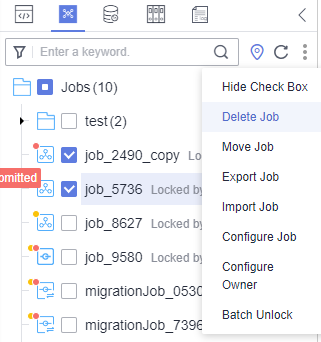 Enter a keyword.
Jobs (10)
Hide Check Box
test(2)
Delete Job
job_2490_copy Lo
Move Job
omitted
job_5736 Locked by
Export Job
job_8627 Locked by
Import Job
job_9580 Locked by
Configure Job
migrationJob_0530
Configure
Owner
migrationJob_7396
Batch Unlock